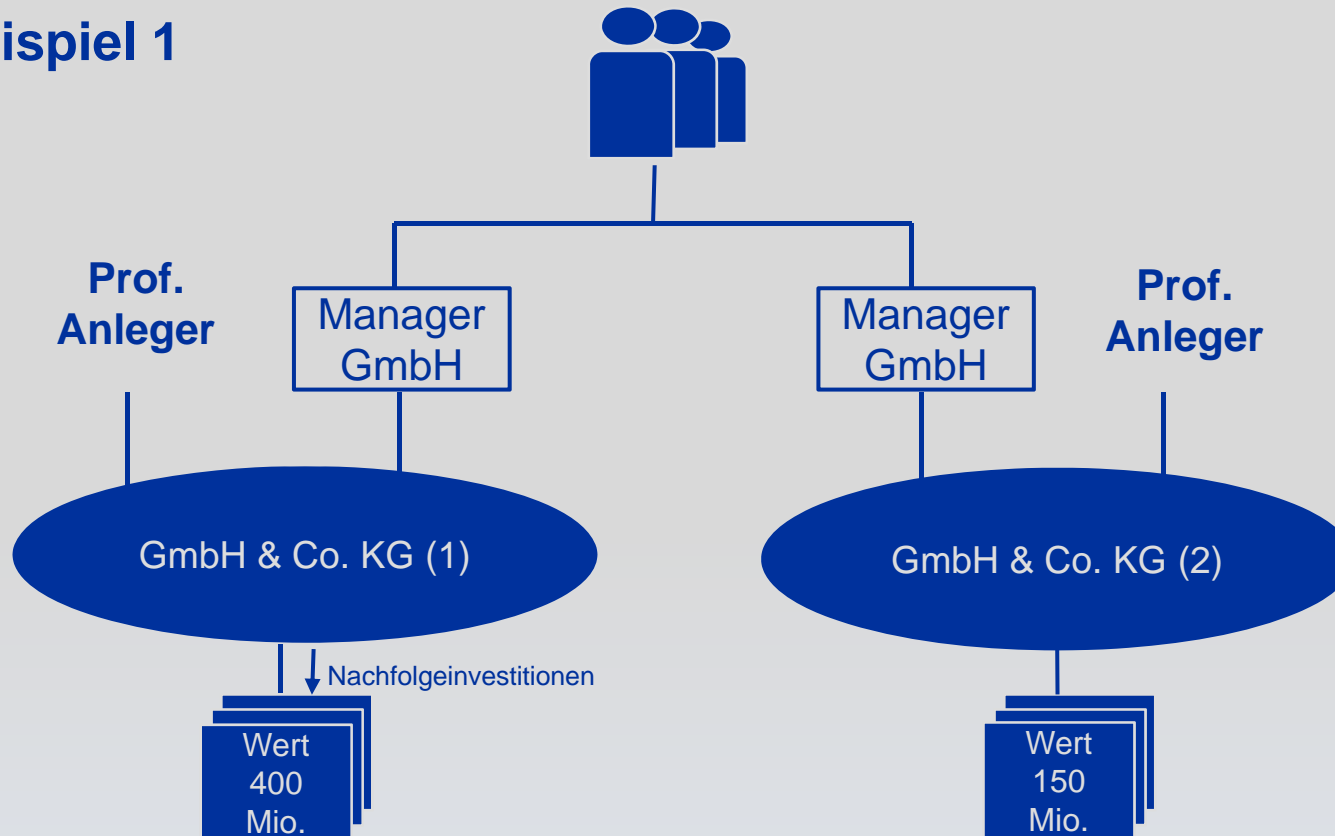 ispiel 1
Prof.
Anleger
Manager
GmbH
Manager
GmbH
Prof.
Anleger
GmbH & Co. KG (1)
GmbH & Co. KG (2)
Nachfolgeinvestitionen
Wert
400
Mio.
Wert
150
Mio.